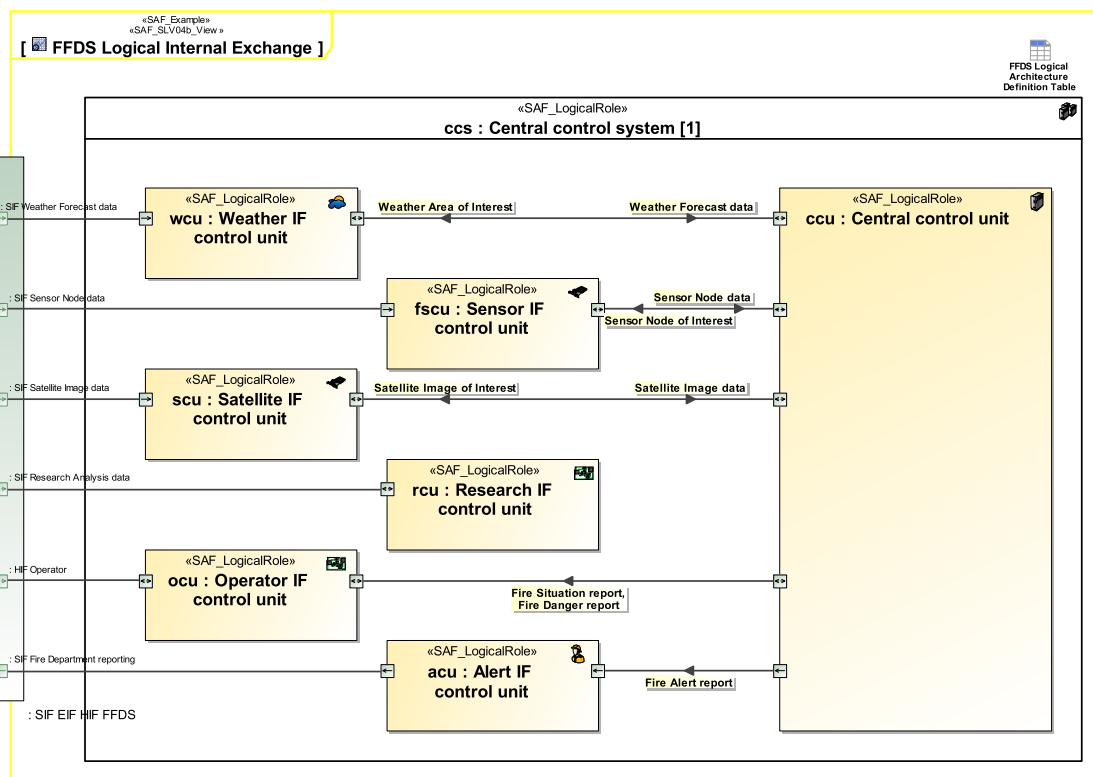 «SAF_Example»
«SAF_SLV04b_View »
[ FFDS Logical Internal Exchange ]
FFDS Logical
Architecture
Definition Table
«SAF_LogicalRole»
ccs : Central control system [1]
: SIF Weather Forecast data
«SAF_LogicalRole»
wcu : Weather IF
control unit
Weather Area of Interest
Weather Forecast data
«SAF_LogicalRole»
ccu : Central control unit
: SIF Sensor Node data
«SAF_LogicalRole»
fscu : Sensor IF
control unit
Sensor Node data
Sensor Node of Interest
: SIF Satellite Image data
«SAF_LogicalRole»
scu : Satellite IF
control unit
Satellite Image of Interest
Satellite Image data
: SIF Research Analysis data
«SAF_LogicalRole»
rcu : Research IF
control unit
: HIF Operator
«SAF_LogicalRole»
ocu : Operator IF
control unit
Fire Situation report,
Fire Danger report
: SIF Fire Department reporting
«SAF_LogicalRole»
acu : Alert IF
control unit
Fire Alert report
: SIF EIF HIF FFDS